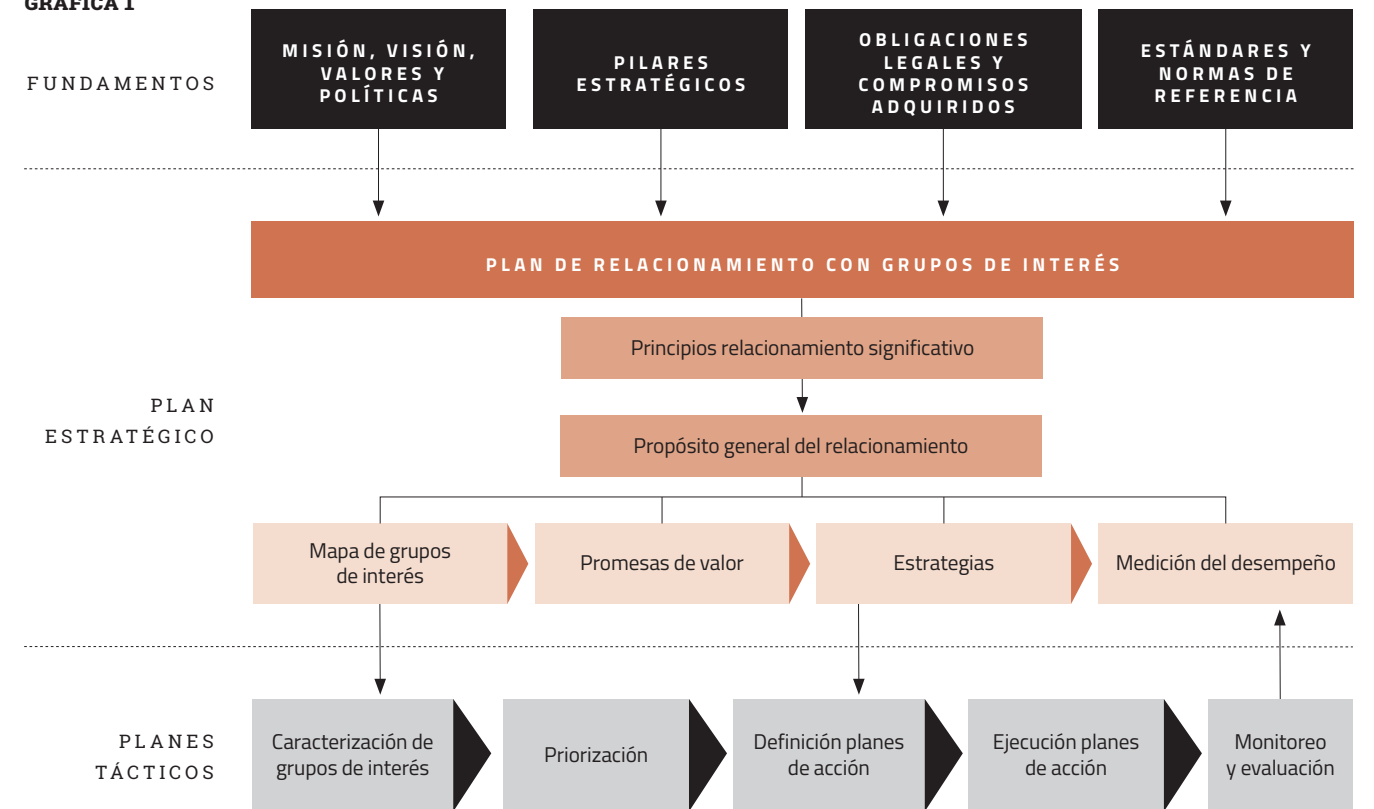 GRÁFICA 1
FUNDAMENTOS
MISIÓN, VISIÓN,
VALORES Y
POLÍTICAS
PILARES
ESTRATÉGICOS
OBLIGACIONES
LEGALES Y
COMPROMISOS
ADQUIRIDOS
ESTÁNDARES Y
NORMAS DE
REFERENCIA
PLAN DE RELACIONAMIENTO CON GRUPOS DE INTERÉS
PLAN
ESTRATÉGICO
Principios relacionamiento significativo
Propósito general del relacionamiento
Mapa de grupos
de interés
Promesas de valor
Estrategias
Medición del desempeño
PLANES
TÁCTICOS
Caracterización de
grupos de interés
Priorización
Definición planes
de acción
Ejecución planes
de acción
Monitoreo
y evaluación